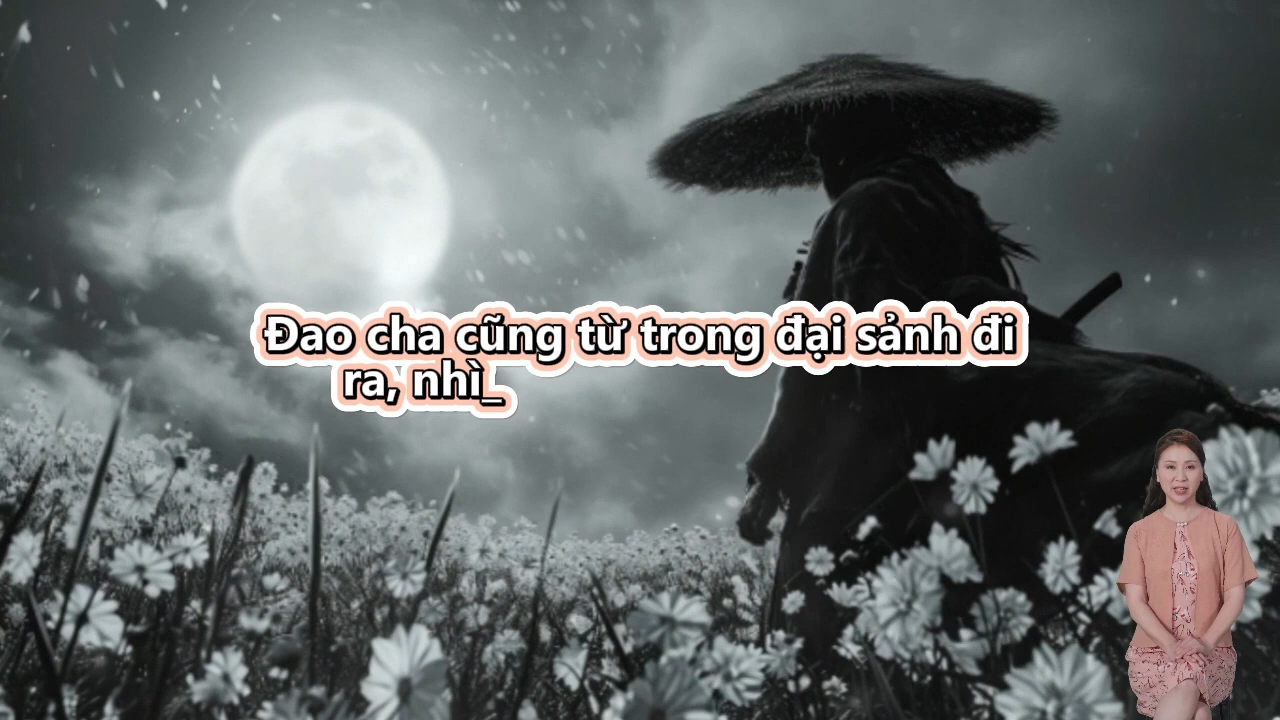 Đao cha cũng từ trong đại sảnh đi
ra, nhì_